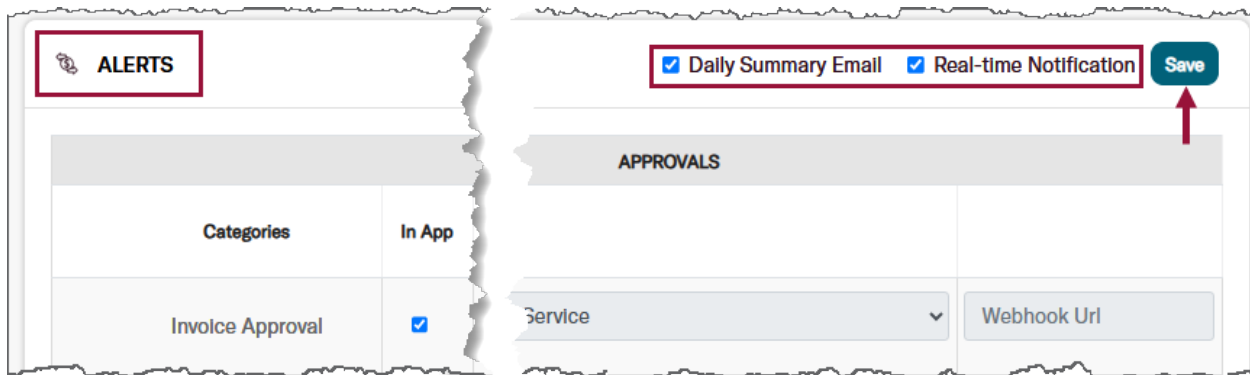 ALERTS
Daily Summary Email Real-time Notification Save
APPROVALS
Categories In App
Invoice Approval Service Webhook Url